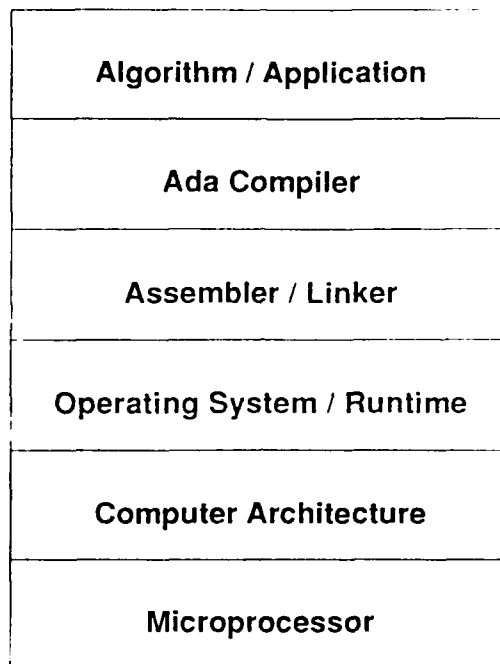 Algorithm / Application
Ada Compiler
Assembler / Linker
Operating System / Runtime
Computer Architecture
Microprocessor